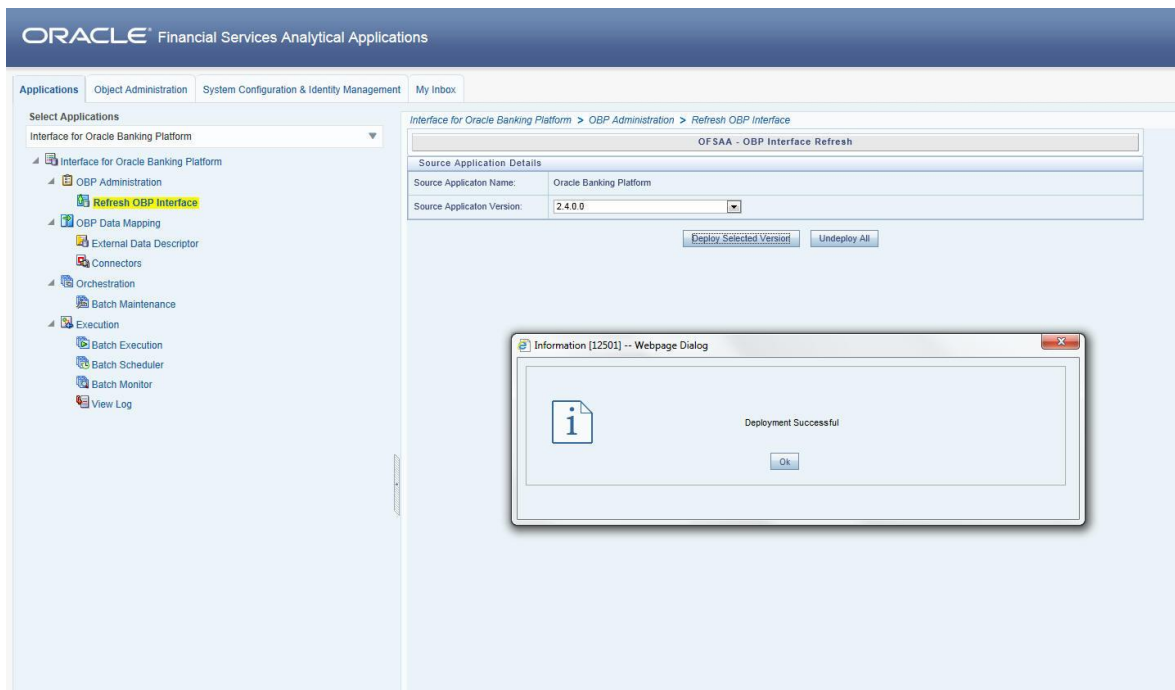 ORACLE® Financial Services Analytical Applications
Applications Object Administration System Configuration & Identity Management My Inbox
Select Applications
Interface for Oracle Banking Platform
Interface for Oracle Banking Platform
OBP Administration
Refresh OBP Interface
OBP Data Mapping
External Data Descriptor
Connectors
Orchestration
Batch Maintenance
Execution
Batch Execution
Batch Scheduler
Batch Monitor
View Log
Interface for Oracle Banking Platform > OBP Administration > Refresh OBP Interface
OFSAA - OBP Interface Refresh
Source Application Details
Source Applicaton Name: Oracle Banking Platform
Source Applicaton Version: 2.4.0.0
Deploy Selected Version Undeploy All
Information [12501] -- Webpage Dialog
Deployment Successful
Ok